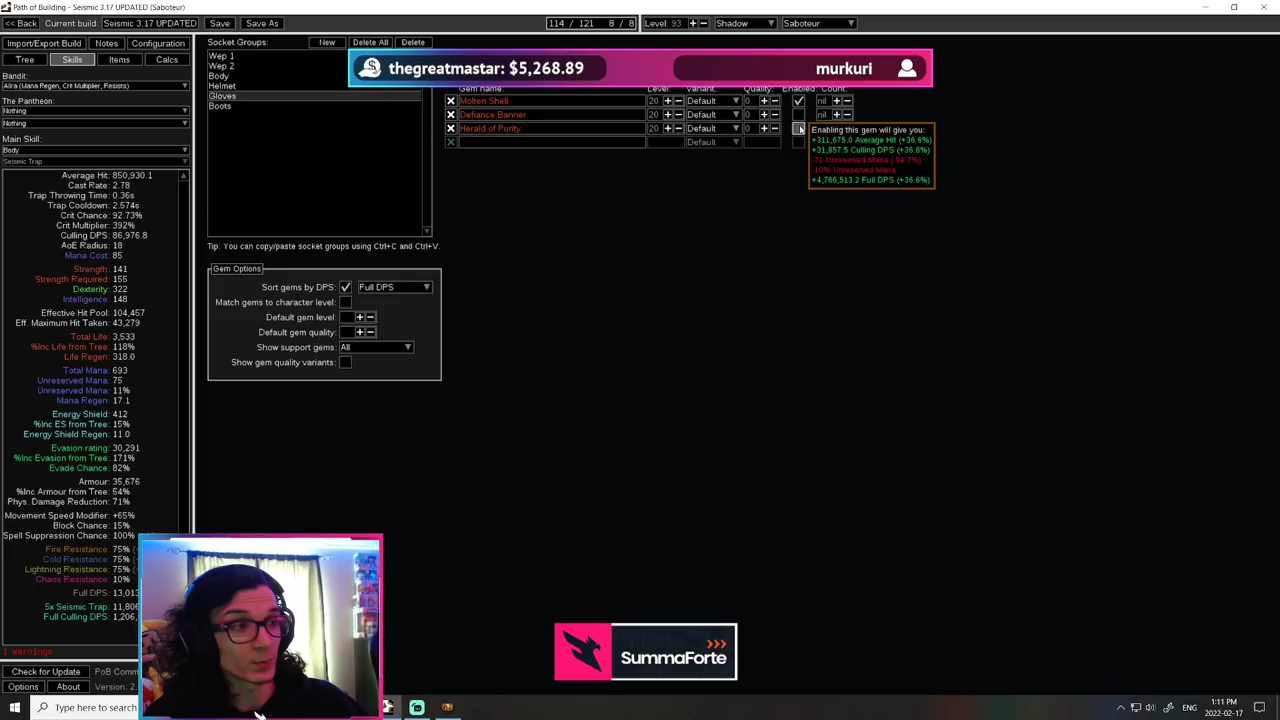 Path of Building
<< Back Current build: Seismic 3.17 UPDATED Save Save As 114 / 121 8 / 8 Level: 93 Shadow Saboteur
Import/Export Build Notes Configuration
Tree Skills Items Calcs
Bandit:
Alira (Mana Regen, Crit Multiplier, Resists)
The Pantheon:
Nothing
Nothing
Main Skill:
Body
Seismic Trap
Average Hit: 850,930.1
Cast Rate: 2.78
Trap Throwing Time: 0.36s
Trap Cooldown: 2.574s
Crit Chance: 92.73%
Crit Multiplier: 392%
Culling DPS: 86,976.8
AoE Radius: 18
Mana Cost: 85
Strength: 141
Strength Required: 155
Dexterity: 322
Intelligence: 148
Effective Hit Pool: 104,457
Eff. Maximum Hit Taken: 43,279
Total Life: 3,533
%Inc Life from Tree: 118%
Life Regen: 318.0
Total Mana: 693
Unreserved Mana: 75
Unreserved Mana: 11%
Mana Regen: 17.1
Energy Shield: 412
%Inc ES from Tree: 15%
Energy Shield Regen: 11.0
Evasion rating: 30,291
%Inc Evasion from Tree: 171%
Evade Chance: 82%
Armour: 35,676
%Inc Armour from Tree: 54%
Phys. Damage Reduction: 71%
Movement Speed Modifier: +65%
Block Chance: 15%
Spell Suppression Chance: 100%
Fire Resistance: 75%
Cold Resistance: 75%
Lightning Resistance: 75%
Chaos Resistance: 10%
Full DPS: 13,013
5x Seismic Trap: 11,806
Full Culling DPS: 1,206,
1 Warnings
Check for Update PoB Comm
Options About Version: 2.
Socket Groups: New Delete All Delete
Wep 1
Wep 2
Body
Helmet
Gloves
Boots
Tip: You can copy/paste socket groups using Ctrl+C and Ctrl+V.
Gem Options
Sort gems by DPS: Full DPS
Match gems to character level:
Default gem level:
Default gem quality:
Show support gems: All
Show gem quality variants:
thegreatmastar: $5,268.89 murkuri
Gem name: Level: Variant: Quality: Enabled: Count:
Molten Shell 20 Default 0 nil
Defiance Banner 20 Default 0 nil
Herald of Purity 20 Default 0
Default
Enabling this gem will give you:
+311,675.0 Average Hit (+36.6%)
+31,857.5 Culling DPS (+36.6%)
-71 Unreserved Mana (-94.7%)
-10% Unreserved Mana
+4,766,513.2 Full DPS (+36.6%)
SummaForte
Type here to search
ENG 1:11 PM
2022-02-17